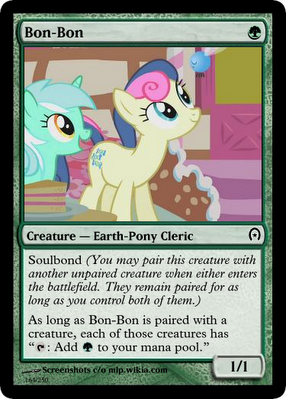 Bon-Bon
Creature — Earth-Pony Cleric
Soulbond (You may pair this creature with
another unpaired creature when either enters
the battlefield. They remain paired for as
long as you control both of them.)
As long as Bon-Bon is paired with a
creature, each of those creatures has
“: Add to your mana pool.”
Screenshots c/o mlp.wikia.com
1/1